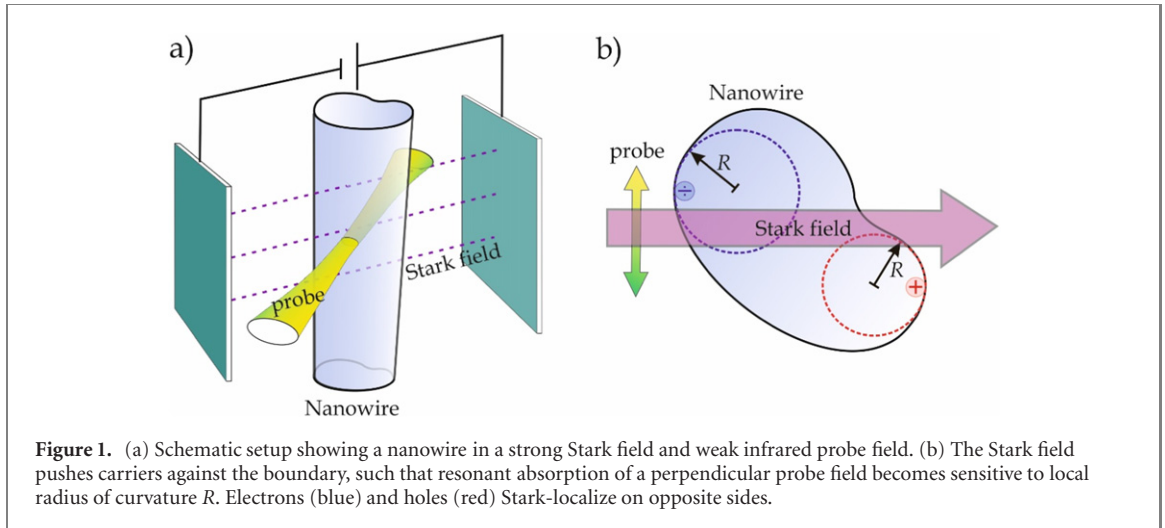 a)
Stark field
probe
Nanowire
b)
Nanowire
probe
R
÷
Stark field
R
+
Figure 1. (a) Schematic setup showing a nanowire in a strong Stark field and weak infrared probe field. (b) The Stark field
pushes carriers against the boundary, such that resonant absorption of a perpendicular probe field becomes sensitive to local
radius of curvature R. Electrons (blue) and holes (red) Stark-localize on opposite sides.